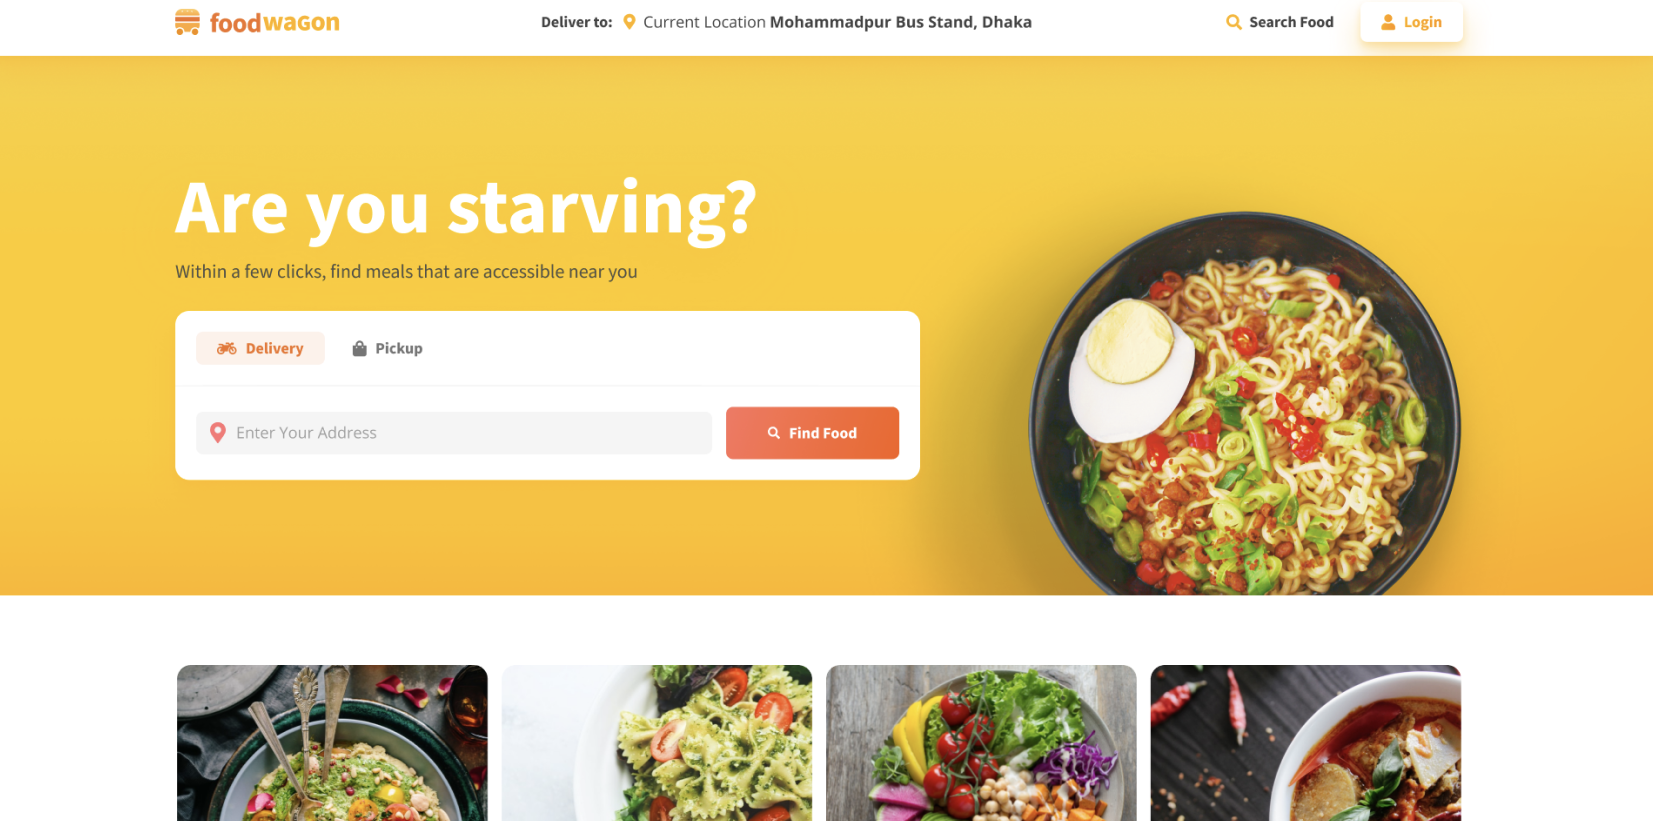 foodwaGon
Deliver to: Current Location Mohammadpur Bus Stand, Dhaka
Search Food
Login
Are you starving?
Within a few clicks, find meals that are accessible near you
Delivery
Pickup
Enter Your Address
Find Food